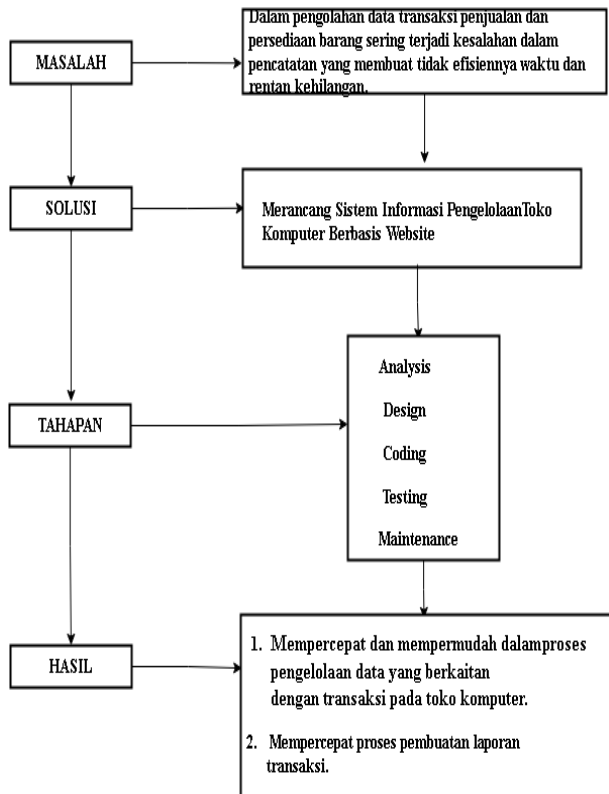 MASALAH
Dalam pengolahan data transaksi penjualan dan
persediaan barang sering terjadi kesalahan dalam
pencatatan yang membuat tidak efisiennya waktu dan
rentan kehilangan.
SOLUSI
Merancang Sistem Informasi PengelolaanToko
Komputer Berbasis Website
TAHAPAN
Analysis
Design
Coding
Testing
Maintenance
HASIL
1. Mempercepat dan mempermudah dalamproses
pengelolaan data yang berkaitan
dengan transaksi pada toko komputer.
2. Mempercepat proses pembuatan laporan
transaksi.